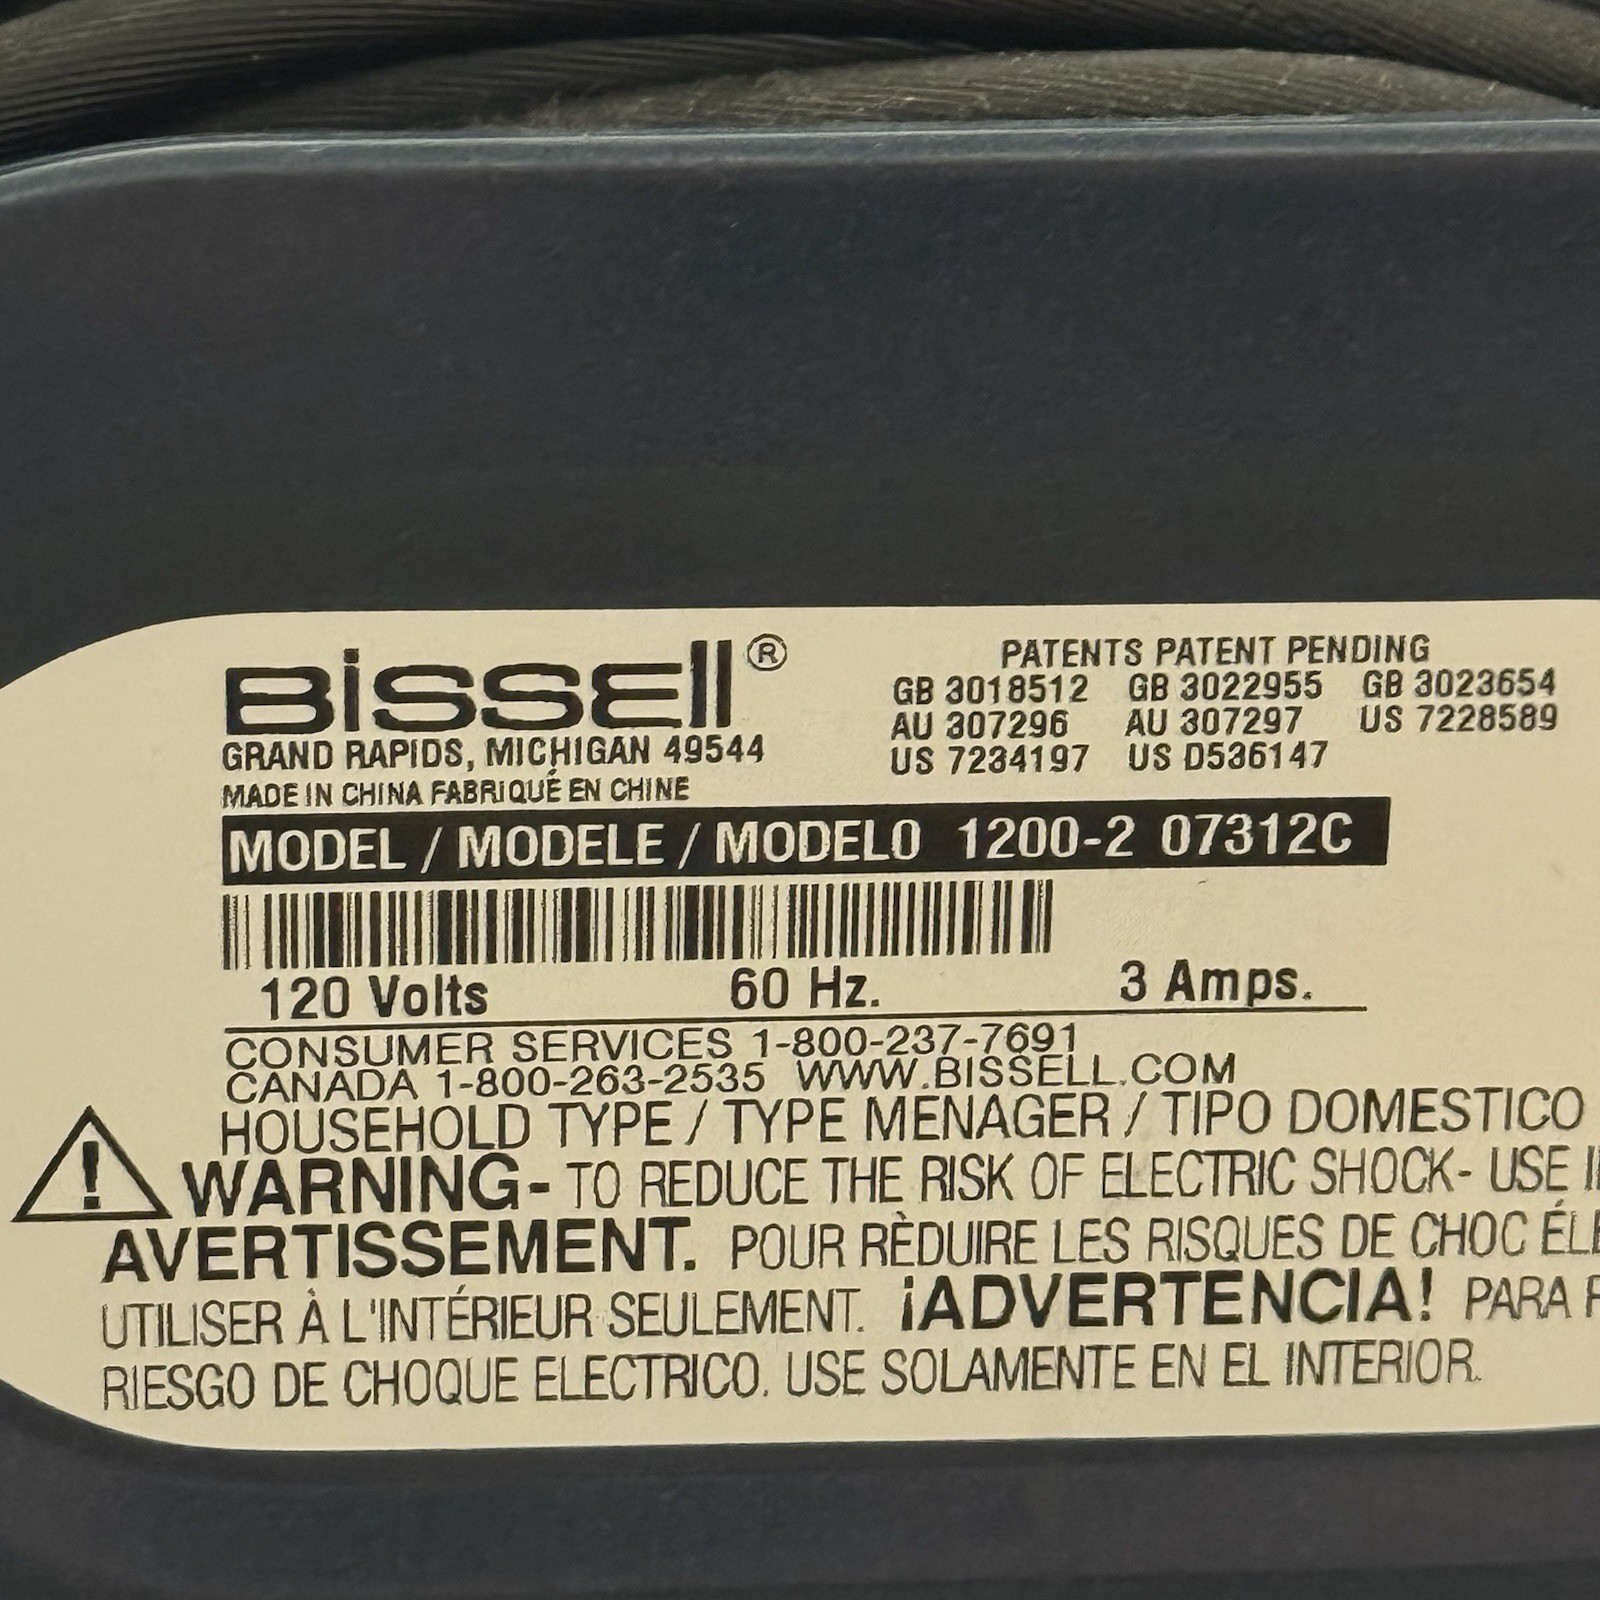 BISSELL®
GRAND RAPIDS, MICHIGAN 49544
MADE IN CHINA FABRIQUÉ EN CHINE
PATENTS PATENT PENDING
GB 3018512 GB 3022955 GB 3023654
AU 307296 AU 307297 US 7228589
US 7234197 US D536147
MODEL / MODELE / MODELO 1200-2 07312C
120 Volts 60 Hz. 3 Amps.
CONSUMER SERVICES 1-800-237-7691
CANADA 1-800-263-2535 WWW.BISSELL.COM
HOUSEHOLD TYPE / TYPE MENAGER / TIPO DOMESTICO
WARNING- TO REDUCE THE RISK OF ELECTRIC SHOCK- USE
AVERTISSEMENT. POUR RÈDUIRE LES RISQUES DE CHOC
UTILISER À L'INTÉRIEUR SEULEMENT. ¡ADVERTENCIA! PARA
RIESGO DE CHOQUE ELECTRICO. USE SOLAMENTE EN EL INTERIOR.